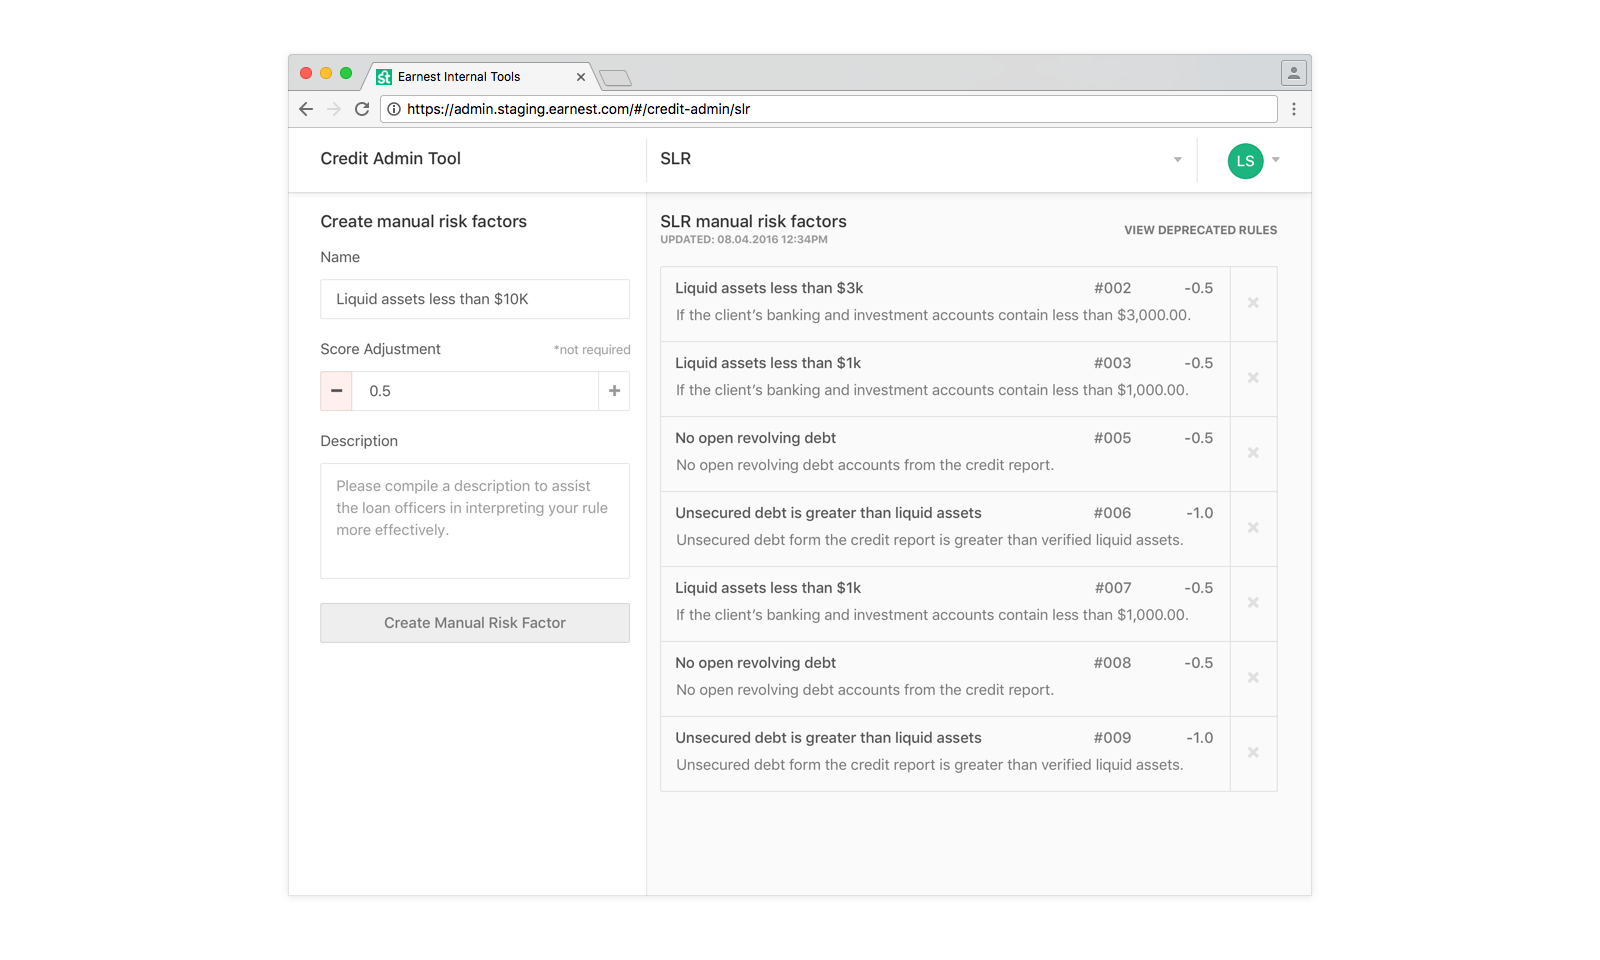 st Earnest Internal Tools
https://admin.staging.earnest.com/#/credit-admin/slr
Credit Admin Tool
SLR
LS
Create manual risk factors
Name
Liquid assets less than $10K
Score Adjustment *not required
0.5
Description
Please compile a description to assist
the loan officers in interpreting your rule
more effectively.
Create Manual Risk Factor
SLR manual risk factors
UPDATED: 08.04.2016 12:34PM
VIEW DEPRECATED RULES
Liquid assets less than $3k #002 -0.5
If the client’s banking and investment accounts contain less than $3,000.00.
Liquid assets less than $1k #003 -0.5
If the client’s banking and investment accounts contain less than $1,000.00.
No open revolving debt #005 -0.5
No open revolving debt accounts from the credit report.
Unsecured debt is greater than liquid assets #006 -1.0
Unsecured debt form the credit report is greater than verified liquid assets.
Liquid assets less than $1k #007 -0.5
If the client’s banking and investment accounts contain less than $1,000.00.
No open revolving debt #008 -0.5
No open revolving debt accounts from the credit report.
Unsecured debt is greater than liquid assets #009 -1.0
Unsecured debt form the credit report is greater than verified liquid assets.